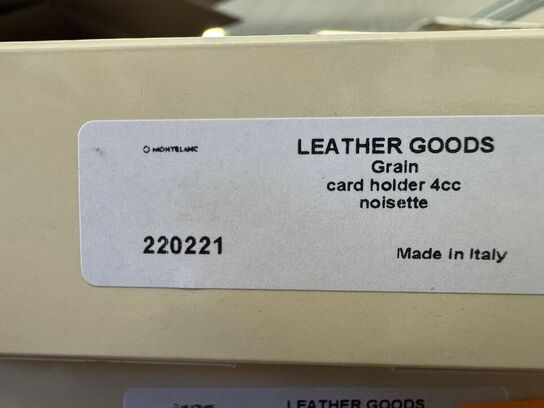 MONTBLANC
LEATHER GOODS
Grain
card holder 4cc
noisette
220221
Made in Italy
LEATHER GOODS